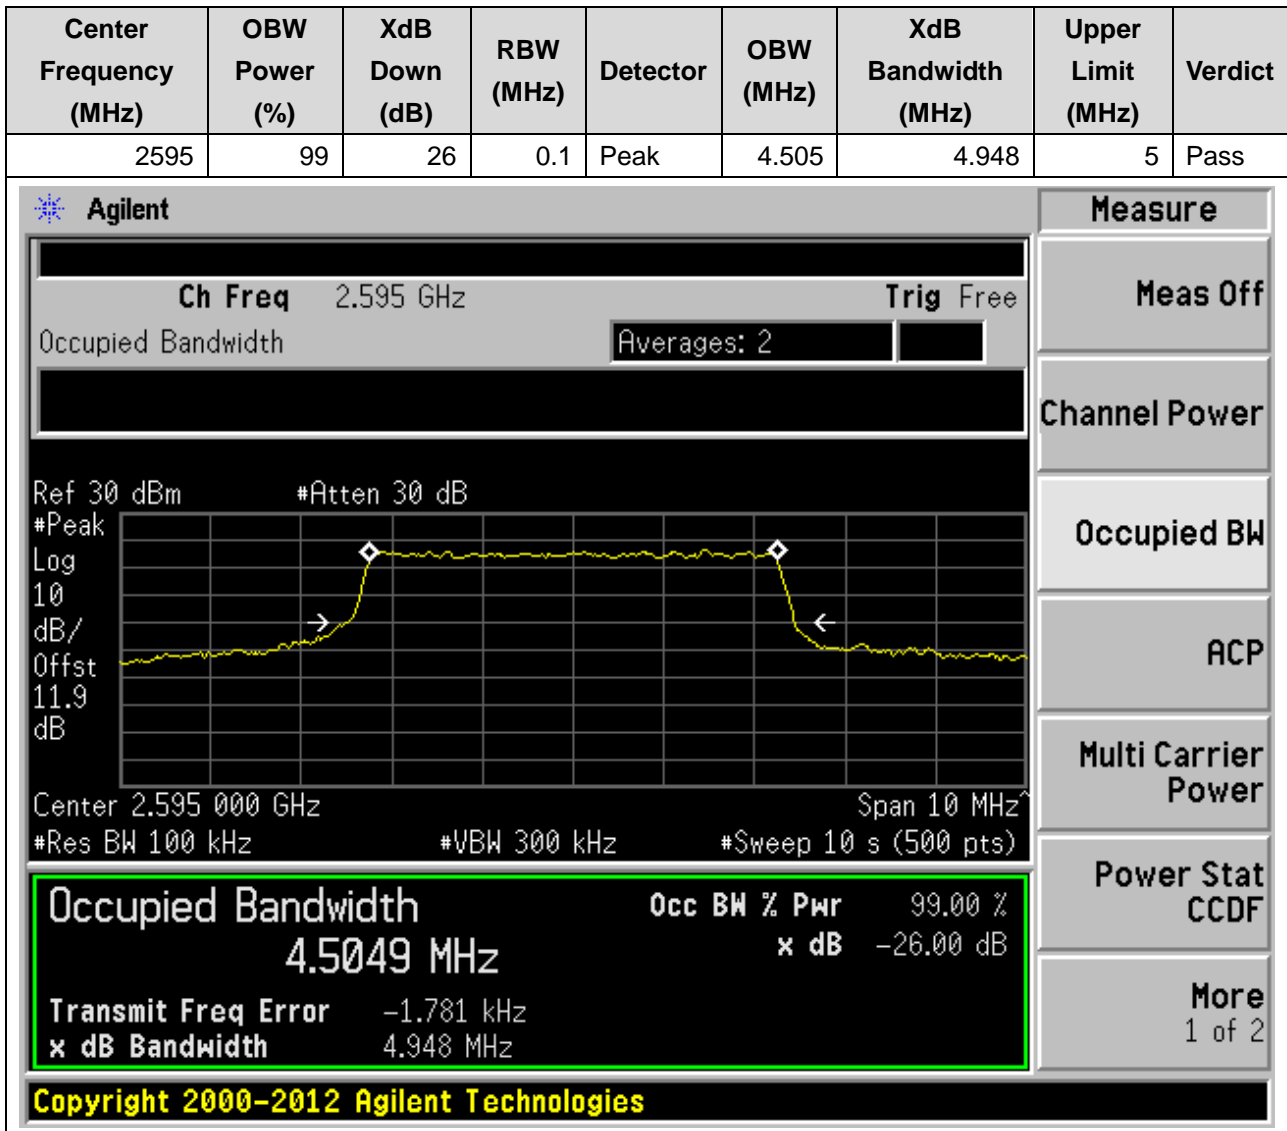 Center Frequency (MHz) OBW Power (%) XdB Down (dB) RBW (MHz) Detector OBW (MHz) XdB Bandwidth (MHz) Upper Limit (MHz) Verdict
2595 99 26 0.1 Peak 4.505 4.948 5 Pass
Agilent
Measure
Ch Freq 2.595 GHz Trig Free
Meas Off
Occupied Bandwidth Averages: 2
Channel Power
Ref 30 dBm #Atten 30 dB
#Peak
Log
10
dB/
Offst
11.9
dB
Occupied BW
ACP
Multi Carrier
Power
Center 2.595 000 GHz Span 10 MHz^
#Res BW 100 kHz #VBW 300 kHz #Sweep 10 s (500 pts)
Power Stat
CCDF
Occupied Bandwidth Occ BW % Pwr 99.00 %
4.5049 MHz x dB -26.00 dB
Transmit Freq Error -1.781 kHz
x dB Bandwidth 4.948 MHz
More
1 of 2
Copyright 2000-2012 Agilent Technologies